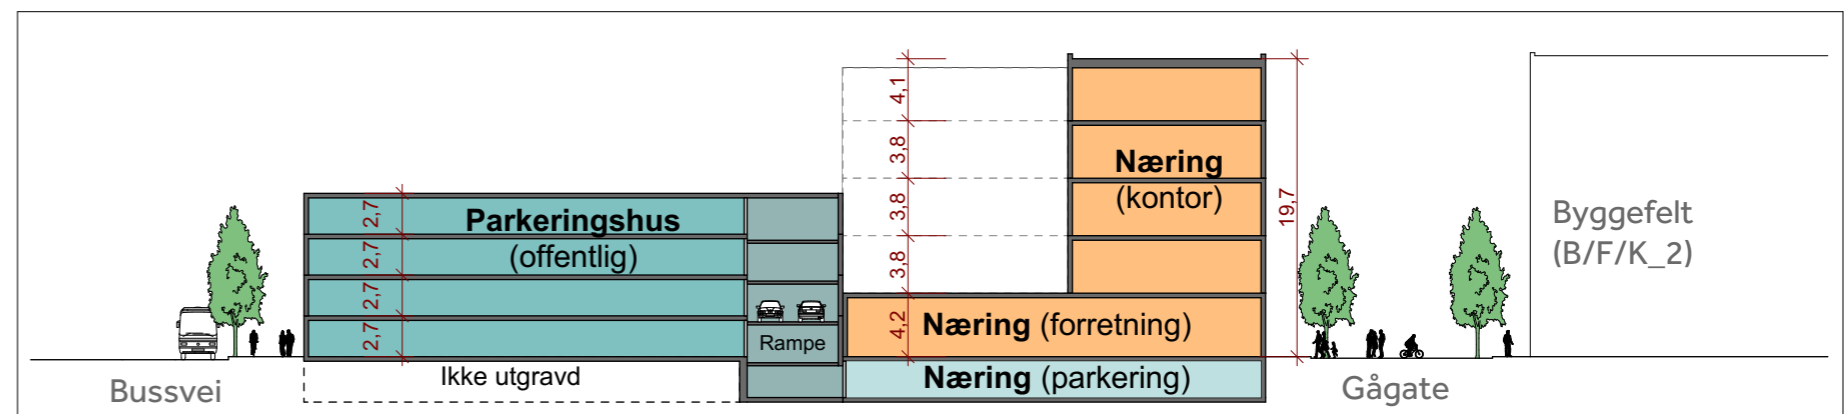 4,1
3,8
3,8
3,8
4,2
19,7
Næring
(kontor)
2,7
2,7
2,7
2,7
Parkeringshus
(offentlig)
Byggefelt
(B/F/K_2)
Næring (forretning)
Rampe
Ikke utgravd
Næring (parkering)
Bussvei
Gågate